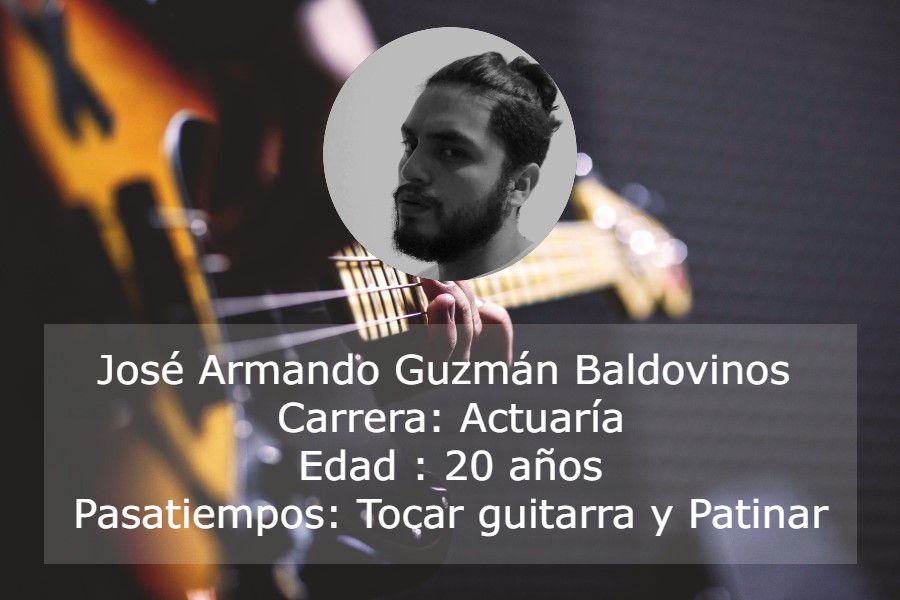 José Armando Guzmán Baldovinos
Carrera: Actuaría
Edad : 20 años
Pasatiempos: Tocar guitarra y Patinar